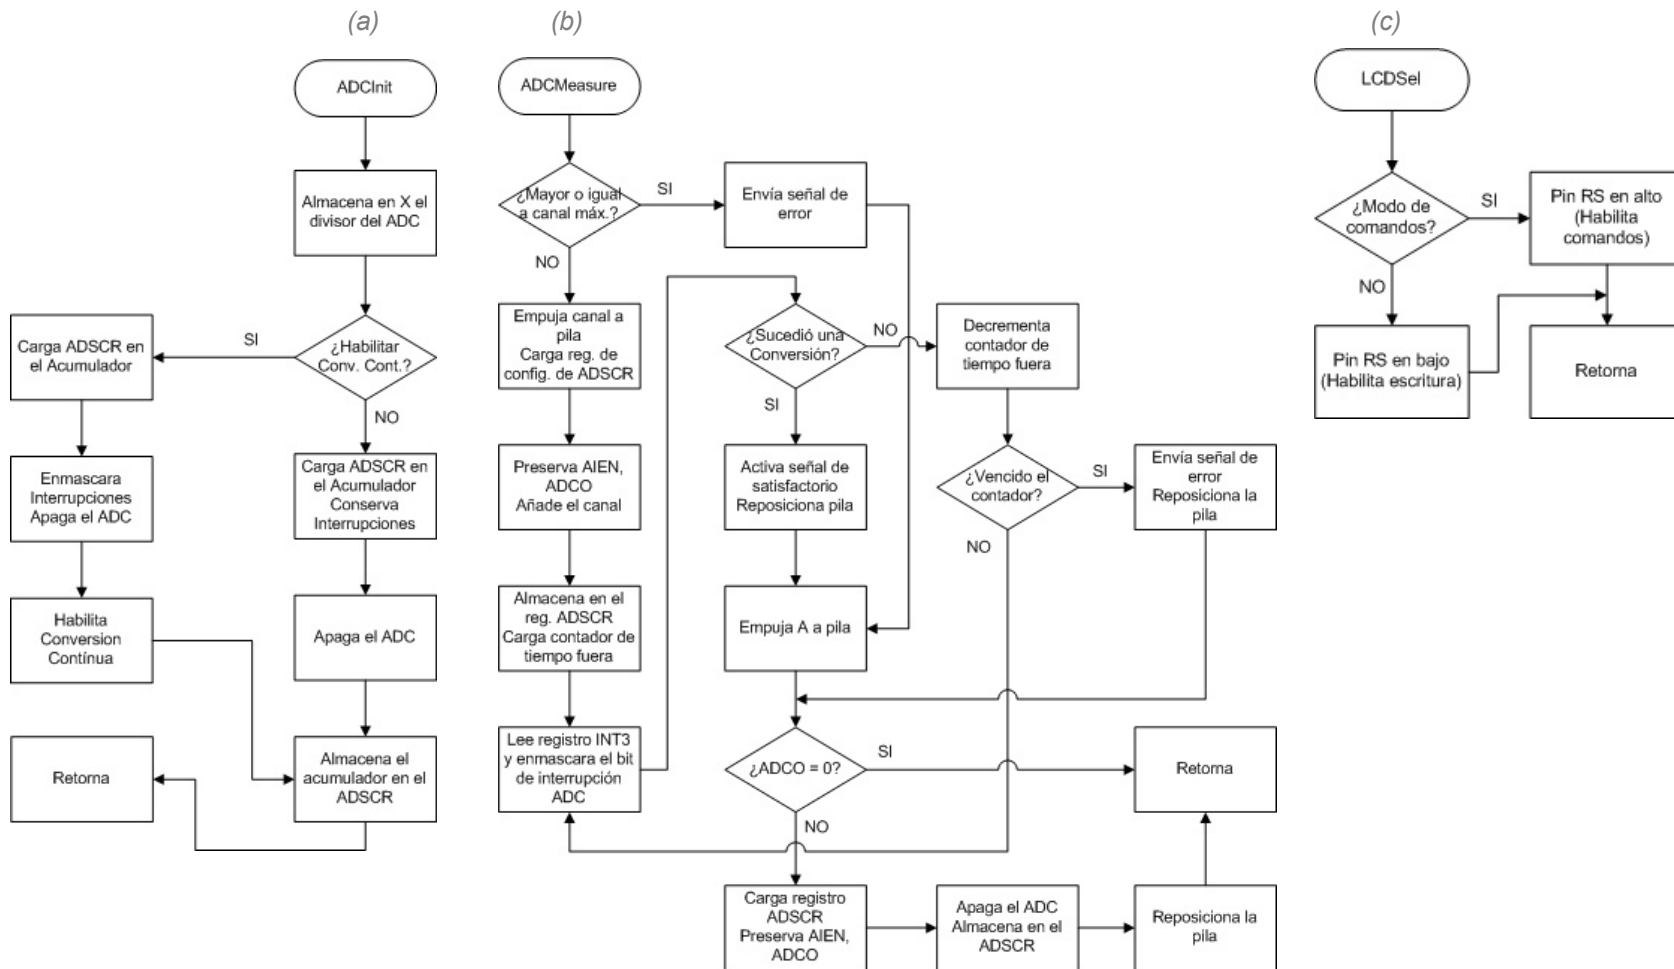 (a)
ADCInit
Almacena en X el
divisor del ADC
¿Habilitar
Conv. Cont.?
SI
NO
Carga ADSCR en
el Acumulador
Enmascara
Interrupciones
Apaga el ADC
Habilita
Conversion
Contínua
Carga ADSCR en
el Acumulador
Conserva
Interrupciones
Apaga el ADC
Almacena el
acumulador en el
ADSCR
Retorna
(b)
ADCMeasure
¿Mayor o igual
a canal máx.?
SI
NO
Envía señal de
error
Empuja canal a
pila
Carga reg. de
config. de ADSCR
Preserva AIEN,
ADCO
Añade el canal
Almacena en el
reg. ADSCR
Carga contador de
tiempo fuera
Lee registro INT3
y enmascara el bit
de interrupción
ADC
¿Sucedió una
Conversión?
NO
SI
Decrementa
contador de
tiempo fuera
Activa señal de
satisfactorio
Reposiciona pila
¿Vencido el
contador?
SI
NO
Envía señal de
error
Reposiciona la
pila
Empuja A a pila
¿ADCO = 0?
SI
NO
Retorna
Carga registro
ADSCR
Preserva AIEN,
ADCO
Apaga el ADC
Almacena en el
ADSCR
Reposiciona la
pila
(c)
LCDSel
¿Modo de
comandos?
SI
NO
Pin RS en alto
(Habilita
comandos)
Pin RS en bajo
(Habilita escritura)
Retorna